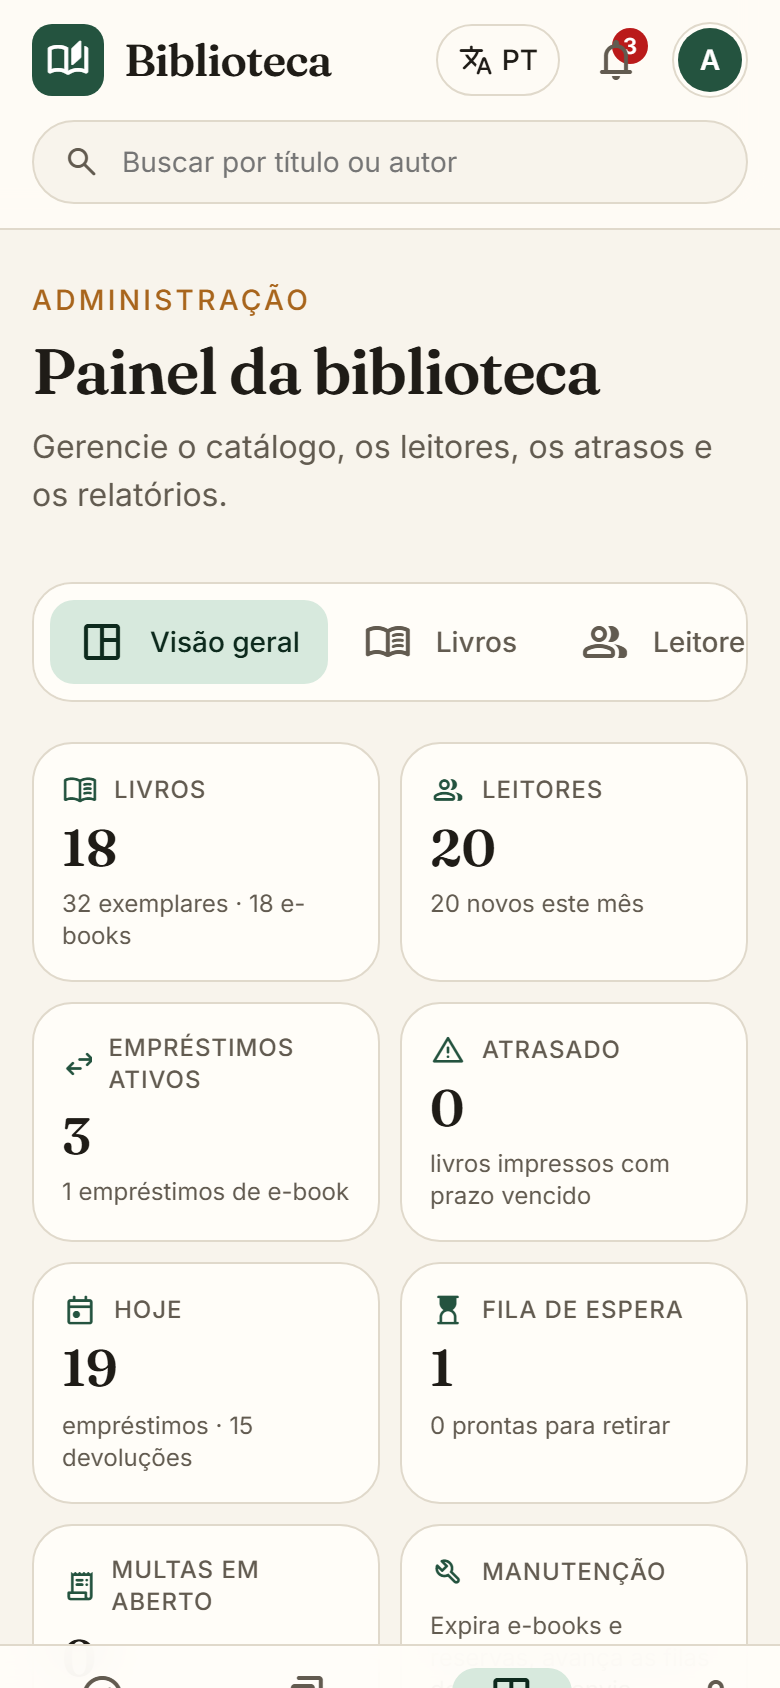 Biblioteca
PT
3
A
Buscar por título ou autor
ADMINISTRAÇÃO
Painel da biblioteca
Gerencie o catálogo, os leitores, os atrasos e
os relatórios.
Visão geral
Livros
Leitore
LIVROS
18
32 exemplares · 18 e-
books
LEITORES
20
20 novos este mês
EMPRÉSTIMOS
ATIVOS
3
1 empréstimos de e-book
ATRASADO
0
livros impressos com
prazo vencido
HOJE
19
empréstimos · 15
devoluções
FILA DE ESPERA
1
0 prontas para retirar
MULTAS EM
ABERTO
0
MANUTENÇÃO
Expira e-books e